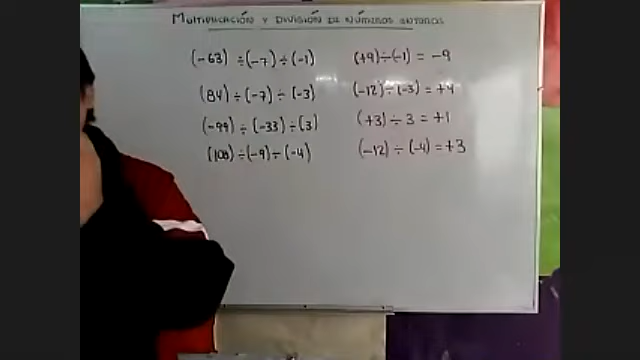 Multiplicación y división de números enteros
(-63) ÷ (-7) ÷ (-1) (+9) ÷ (-1) = -9
(84) ÷ (-7) ÷ (-3) (-12) ÷ (-3) = +4
(-99) ÷ (-33) ÷ (3) (+3) ÷ 3 = +1
(108) ÷ (-9) ÷ (-4) (-12) ÷ (-4) = +3